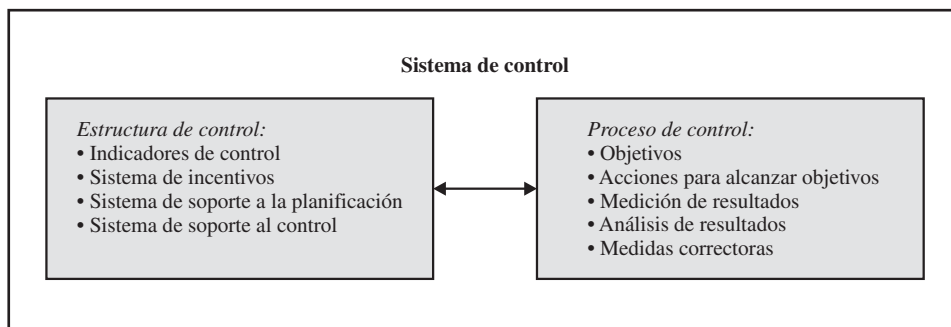 Sistema de control
Estructura de control:
• Indicadores de control
• Sistema de incentivos
• Sistema de soporte a la planificación
• Sistema de soporte al control
Proceso de control:
• Objetivos
• Acciones para alcanzar objetivos
• Medición de resultados
• Análisis de resultados
• Medidas correctoras